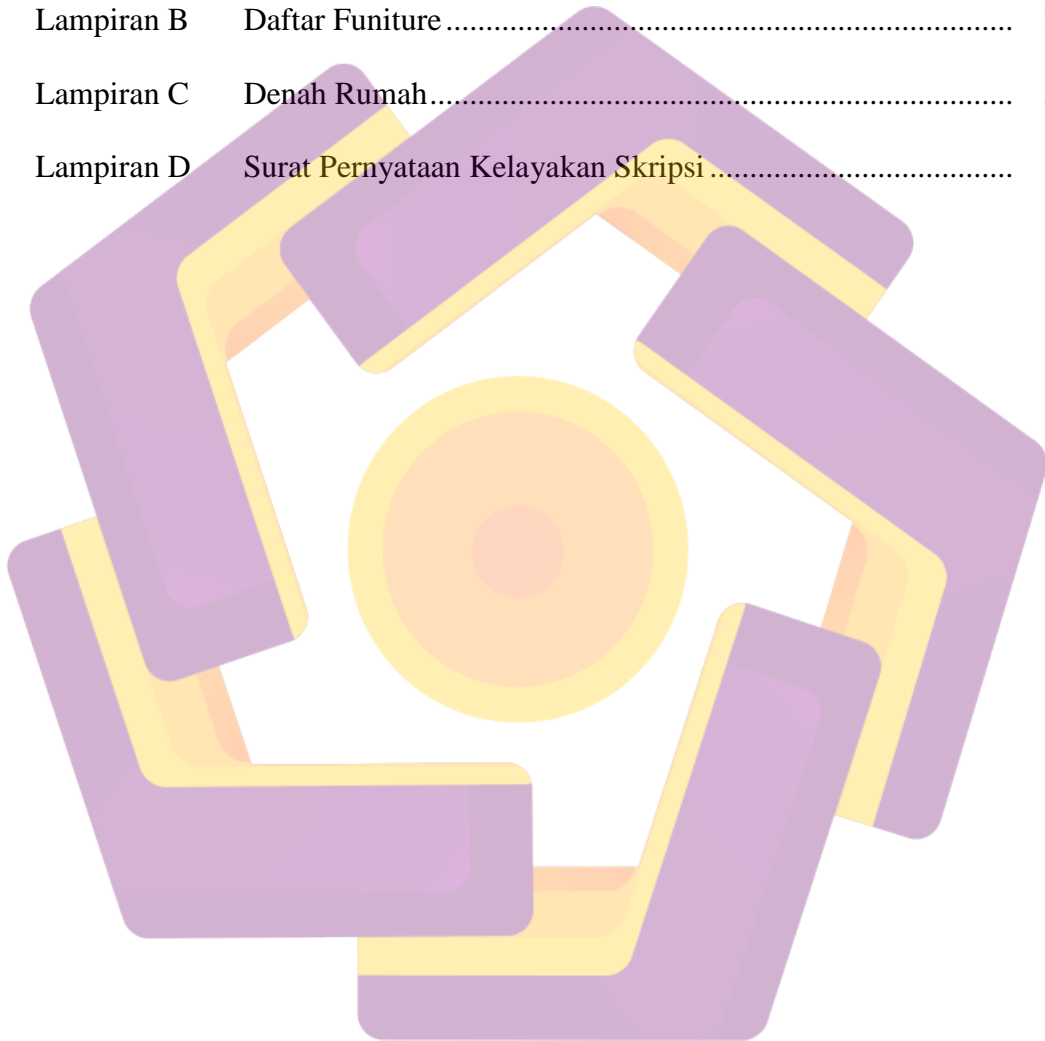 Lampiran B Daftar Funiture.......................................................................
Lampiran C Denah Rumah.........................................................................
Lampiran D Surat Pernyataan Kelayakan Skripsi ......................................